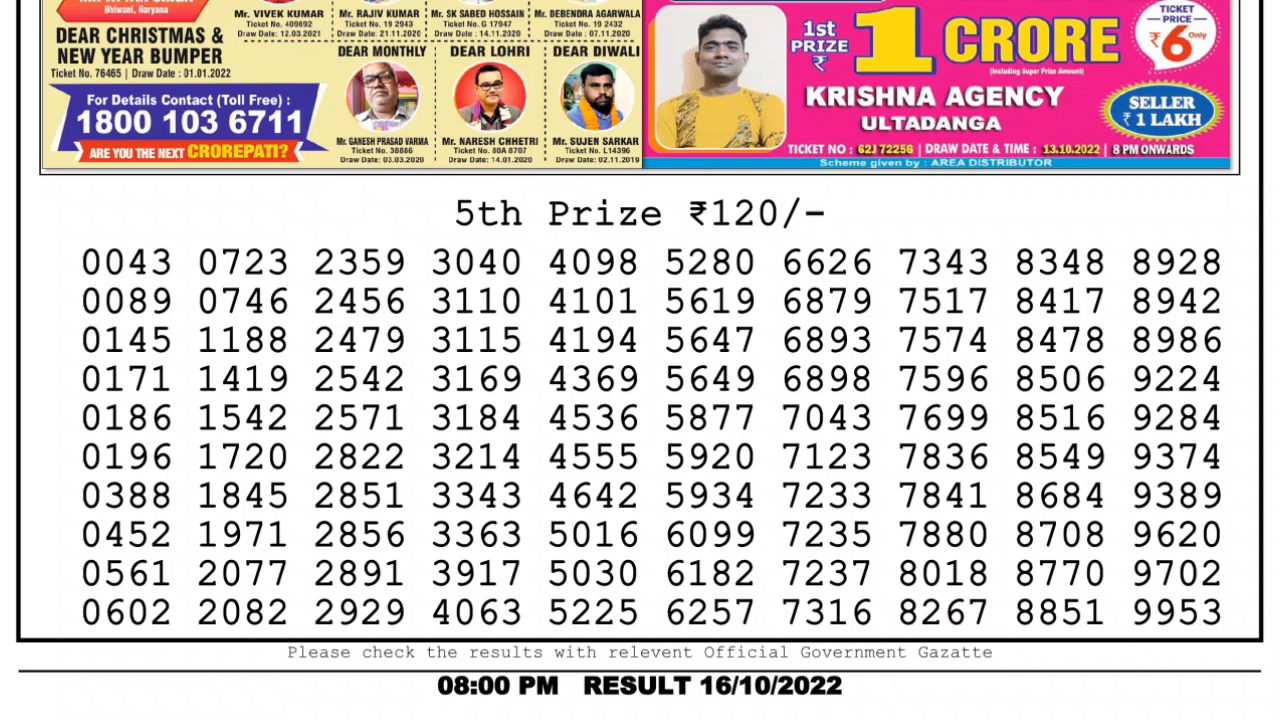 Bhiwani, Haryana
DEAR CHRISTMAS &
NEW YEAR BUMPER
Ticket No. 76465 | Draw Date : 01.01.2022
For Details Contact (Toll Free) :
1800 103 6711
ARE YOU THE NEXT CROREPATI?
Mr. VIVEK KUMAR
Ticket No. 409692
Draw Date: 12.03.2021
Mr. RAJIV KUMAR
Ticket No. 19 2943
Draw Date: 21.11.2020
Mr. SK SABED HOSSAIN
Ticket No. G 17947
Draw Date: 14.11.2020
Mr. DEBENDRA AGARWALA
Ticket No. 19 2432
Draw Date: 07.11.2020
DEAR MONTHLY
Mr. GANESH PRASAD VARMA
Ticket No. 38886
Draw Date: 03.03.2020
DEAR LOHRI
Mr. NARESH CHHETRI
Ticket No. 80A 8707
Draw Date: 14.01.2020
DEAR DIWALI
Mr. SUJEN SARKAR
Ticket No. L14396
Draw Date: 02.11.2019
1st
PRIZE
₹
1 CRORE
(Including Super Prize Amount)
TICKET
PRICE
₹6 Only
KRISHNA AGENCY
ULTADANGA
SELLER
₹ 1 LAKH
TICKET NO : 62J 72256 | DRAW DATE & TIME : 13.10.2022 | 8 PM ONWARDS
Scheme given by : AREA DISTRIBUTOR
5th Prize ₹120/-
0043 0723 2359 3040 4098 5280 6626 7343 8348 8928
0089 0746 2456 3110 4101 5619 6879 7517 8417 8942
0145 1188 2479 3115 4194 5647 6893 7574 8478 8986
0171 1419 2542 3169 4369 5649 6898 7596 8506 9224
0186 1542 2571 3184 4536 5877 7043 7699 8516 9284
0196 1720 2822 3214 4555 5920 7123 7836 8549 9374
0388 1845 2851 3343 4642 5934 7233 7841 8684 9389
0452 1971 2856 3363 5016 6099 7235 7880 8708 9620
0561 2077 2891 3917 5030 6182 7237 8018 8770 9702
0602 2082 2929 4063 5225 6257 7316 8267 8851 9953
Please check the results with relevent Official Government Gazatte
08:00 PM RESULT 16/10/2022